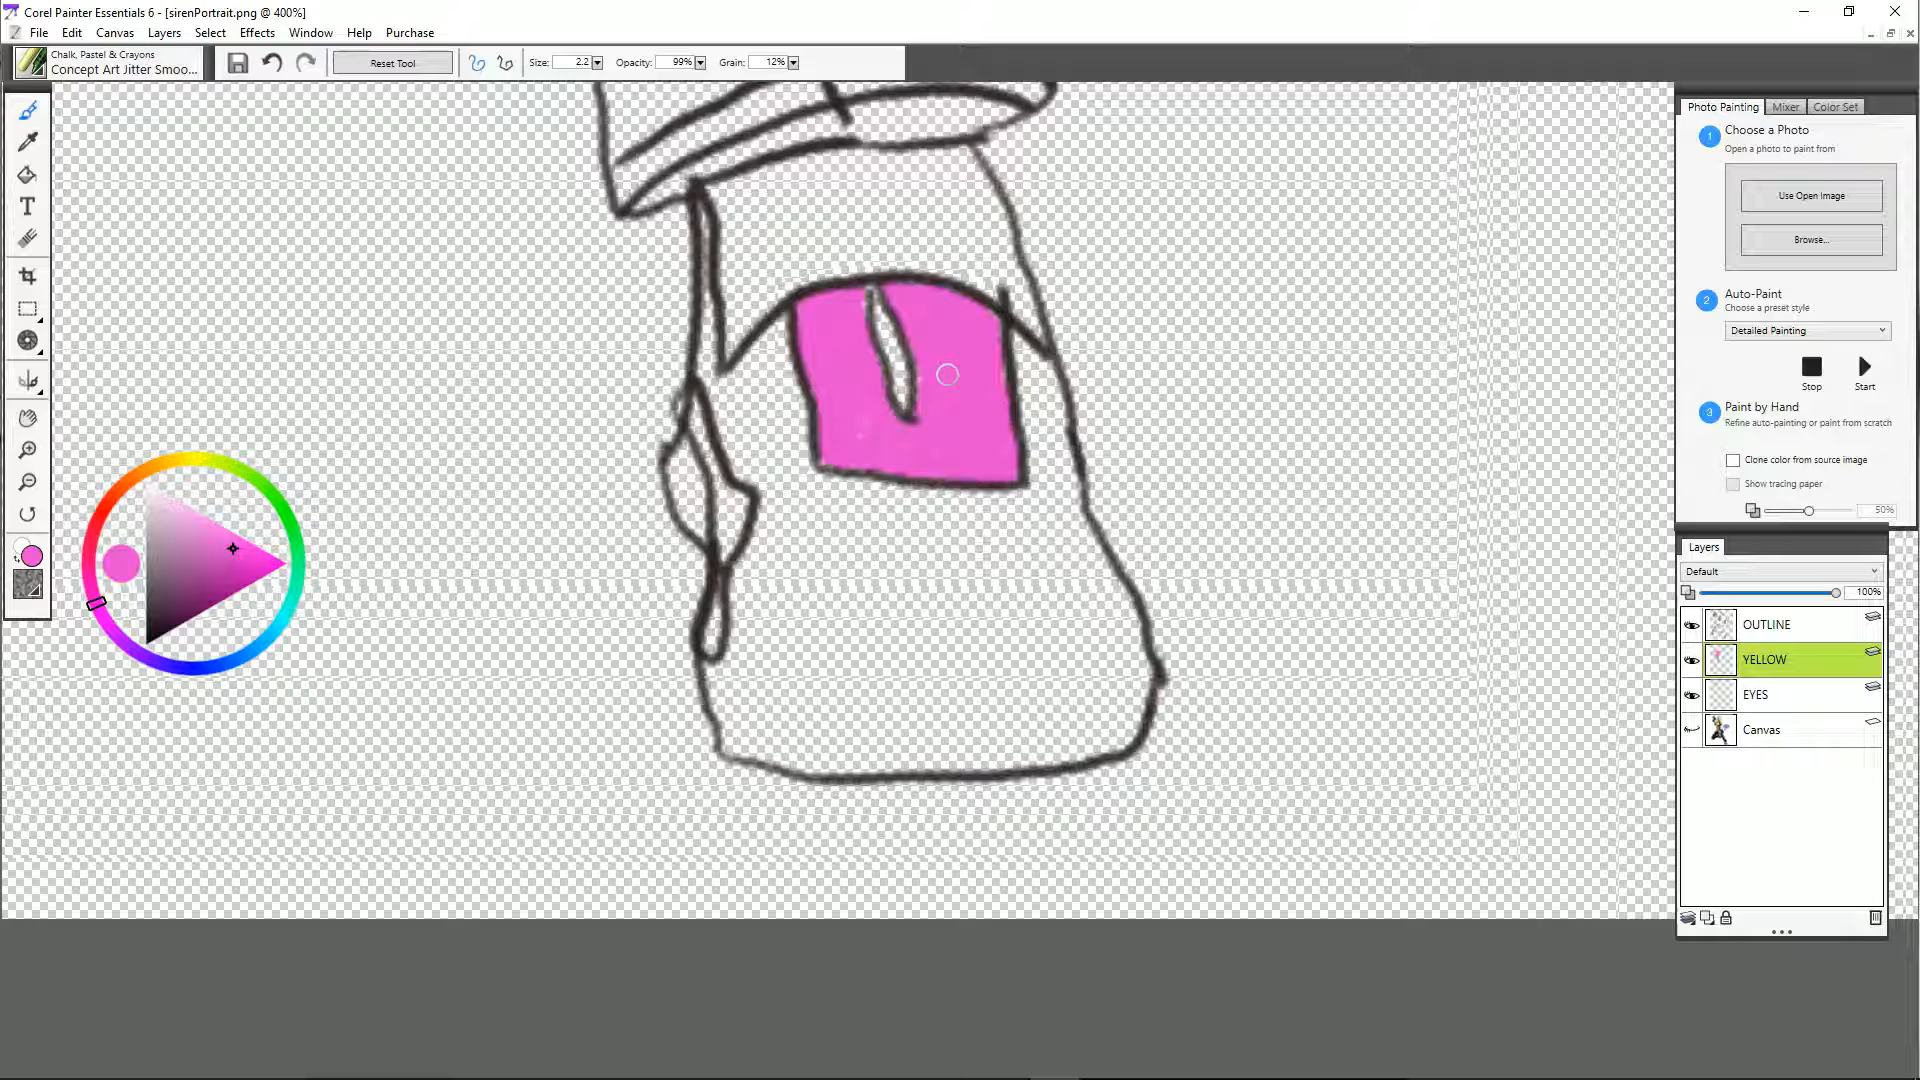 Corel Painter Essentials 6 - [sirenPortrait.png @ 400%]
File Edit Canvas Layers Select Effects Window Help Purchase
Chalk, Pastel & Crayons
Concept Art Jitter Smoo...
Reset Tool
Size: 2.2
Opacity: 99%
Grain: 12%
Photo Painting Mixer Color Set
1 Choose a Photo
Open a photo to paint from
Use Open Image
Browse...
2 Auto-Paint
Choose a preset style
Detailed Painting
Stop Start
3 Paint by Hand
Refine auto-painting or paint from scratch
Clone color from source image
Show tracing paper
50%
Layers
Default
100%
OUTLINE
YELLOW
EYES
Canvas